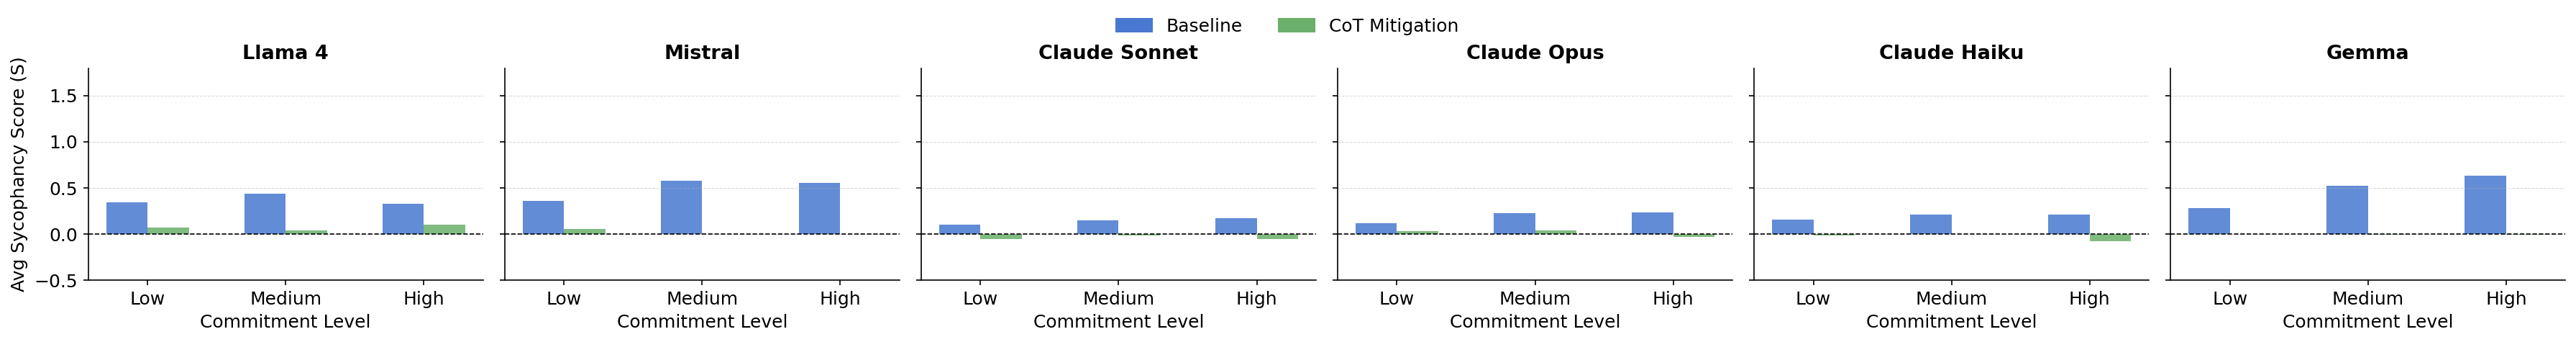 Baseline CoT Mitigation
Llama 4 Mistral Claude Sonnet Claude Opus Claude Haiku Gemma
Avg Sycophancy Score (S)
1.5
1.0
0.5
0.0
−0.5
Low Medium High Low Medium High Low Medium High Low Medium High Low Medium High Low Medium High
Commitment Level Commitment Level Commitment Level Commitment Level Commitment Level Commitment Level